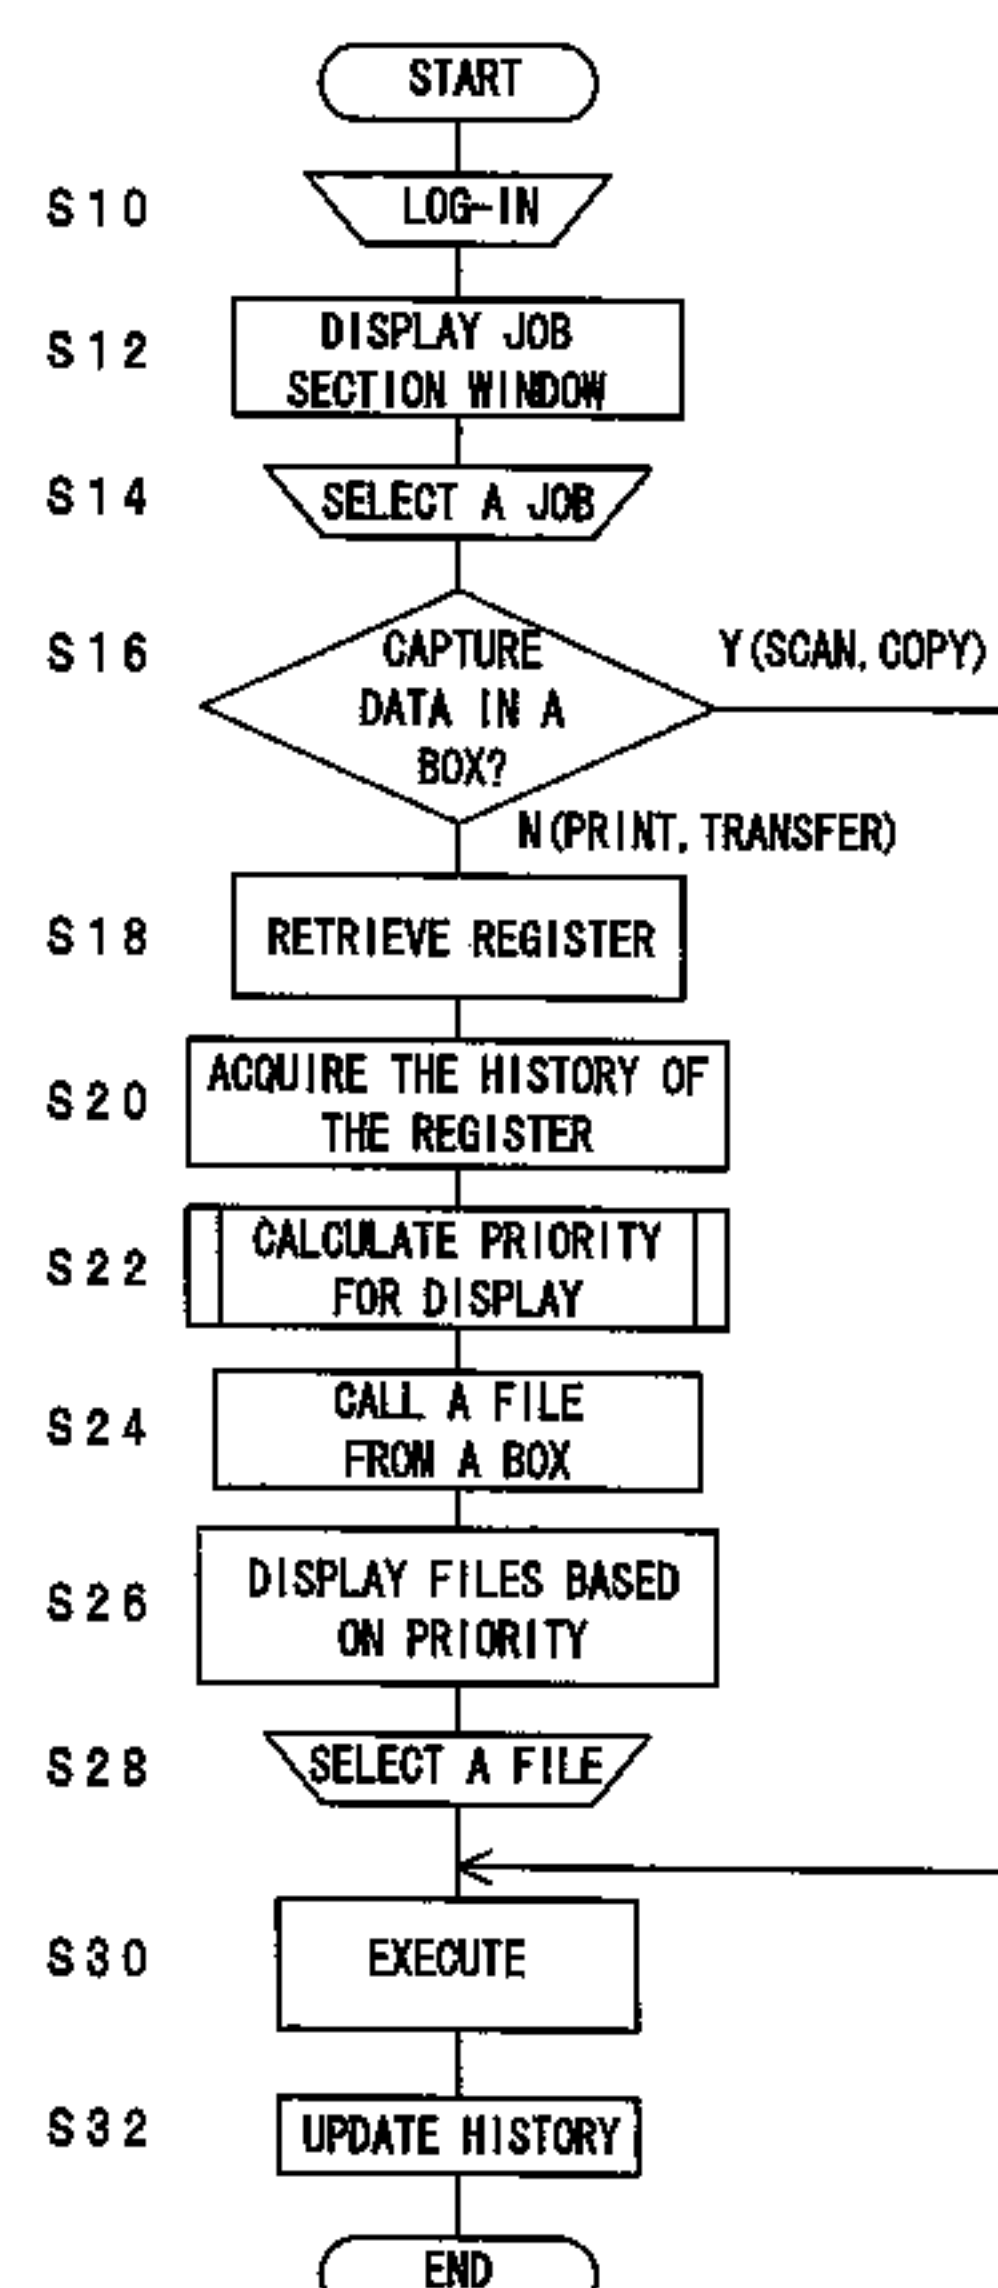 START
S10
LOG-IN
S12
DISPLAY JOB
SECTION WINDOW
S14
SELECT A JOB
S16
CAPTURE
DATA IN A
BOX?
Y(SCAN, COPY)
N(PRINT, TRANSFER)
S18
RETRIEVE REGISTER
S20
ACQUIRE THE HISTORY OF
THE REGISTER
S22
CALCULATE PRIORITY
FOR DISPLAY
S24
CALL A FILE
FROM A BOX
S26
DISPLAY FILES BASED
ON PRIORITY
S28
SELECT A FILE
S30
EXECUTE
S32
UPDATE HISTORY
END